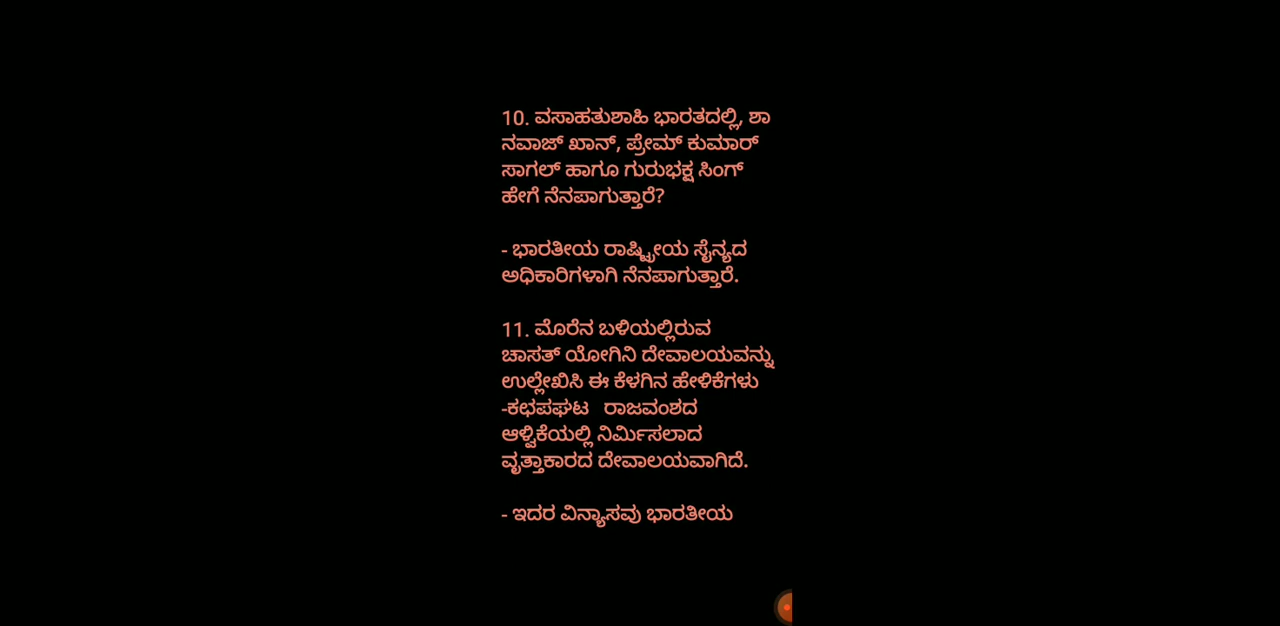 10. ವಸಾಹತುಶಾಹಿ ಭಾರತದಲ್ಲಿ, ಶಾ
ನವಾಜ್ ಖಾನ್, ಪ್ರೇಮ್ ಕುಮಾರ್
ಸಾಗಲ್ ಹಾಗೂ ಗುರುಭಕ್ಷ ಸಿಂಗ್
ಹೇಗೆ ನೆನಪಾಗುತ್ತಾರೆ?
- ಭಾರತೀಯ ರಾಷ್ಟ್ರೀಯ ಸೈನ್ಯದ
ಅಧಿಕಾರಿಗಳಾಗಿ ನೆನಪಾಗುತ್ತಾರೆ.
11. ಮೊರೆನ ಬಳಿಯಲ್ಲಿರುವ
ಚಾಸತ್ ಯೋಗಿನಿ ದೇವಾಲಯವನ್ನು
ಉಲ್ಲೇಖಿಸಿ ಈ ಕೆಳಗಿನ ಹೇಳಿಕೆಗಳು
-ಕಛಪಘಟ ರಾಜವಂಶದ
ಆಳ್ವಿಕೆಯಲ್ಲಿ ನಿರ್ಮಿಸಲಾದ
ವೃತ್ತಾಕಾರದ ದೇವಾಲಯವಾಗಿದೆ.
- ಇದರ ವಿನ್ಯಾಸವು ಭಾರತೀಯ